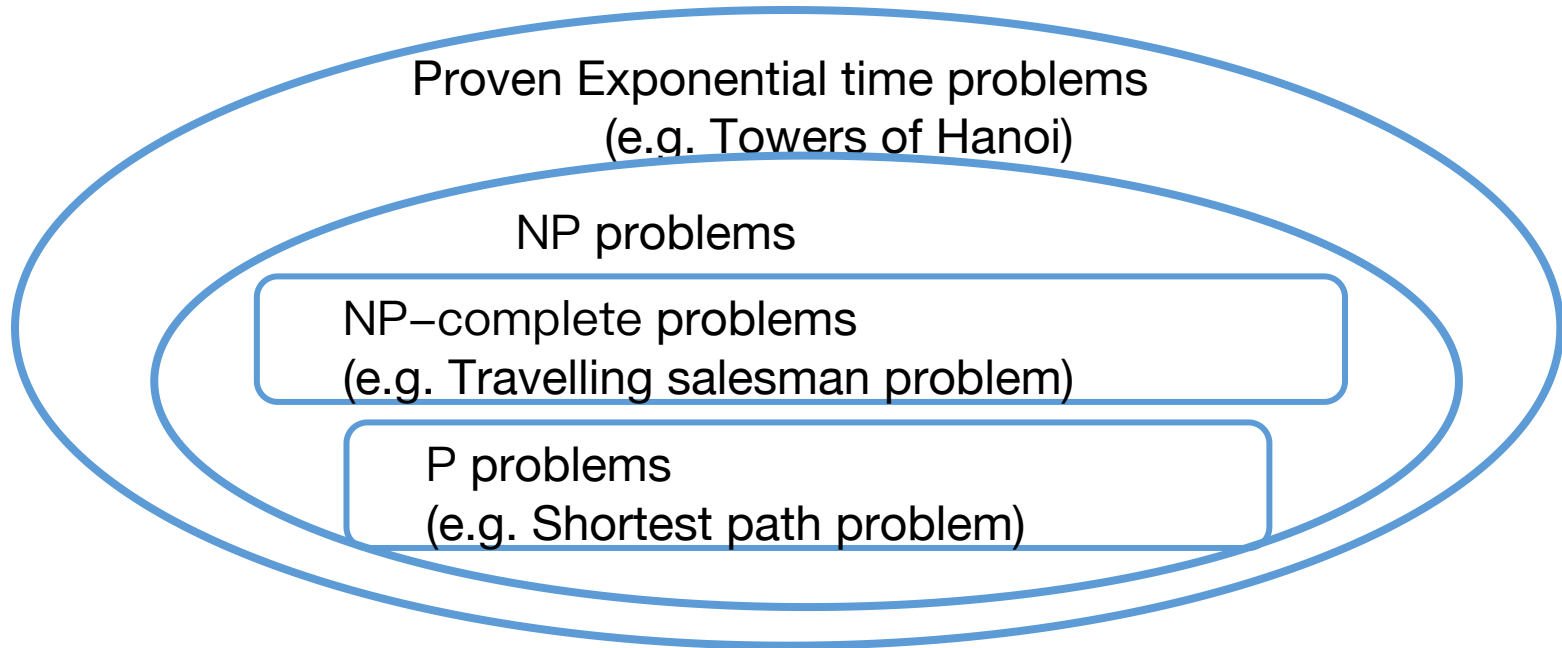 Proven Exponential time problems
(e.g. Towers of Hanoi)
NP problems
NP–complete problems
(e.g. Travelling salesman problem)
P problems
(e.g. Shortest path problem)